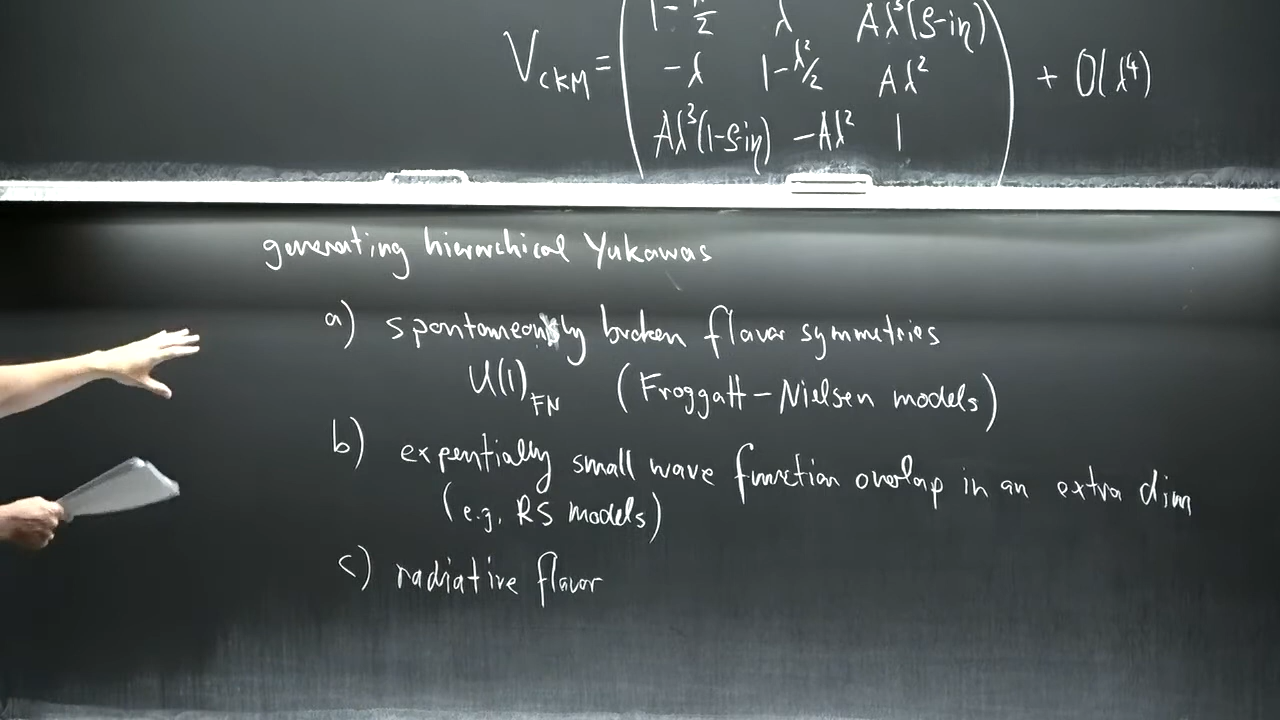 1-λ²/2 λ Aλ³(ρ-iη)
V_CKM = -λ 1-λ²/2 Aλ² + O(λ⁴)
Aλ³(1-ρ-iη) -Aλ² 1
generating hierarchical Yukawas
a) spontaneously broken flavor symmetries
U(1)_FN (Froggatt-Nielsen models)
b) expentially small wave function overlap in an extra dim
(e.g. RS models)
c) radiative flavor